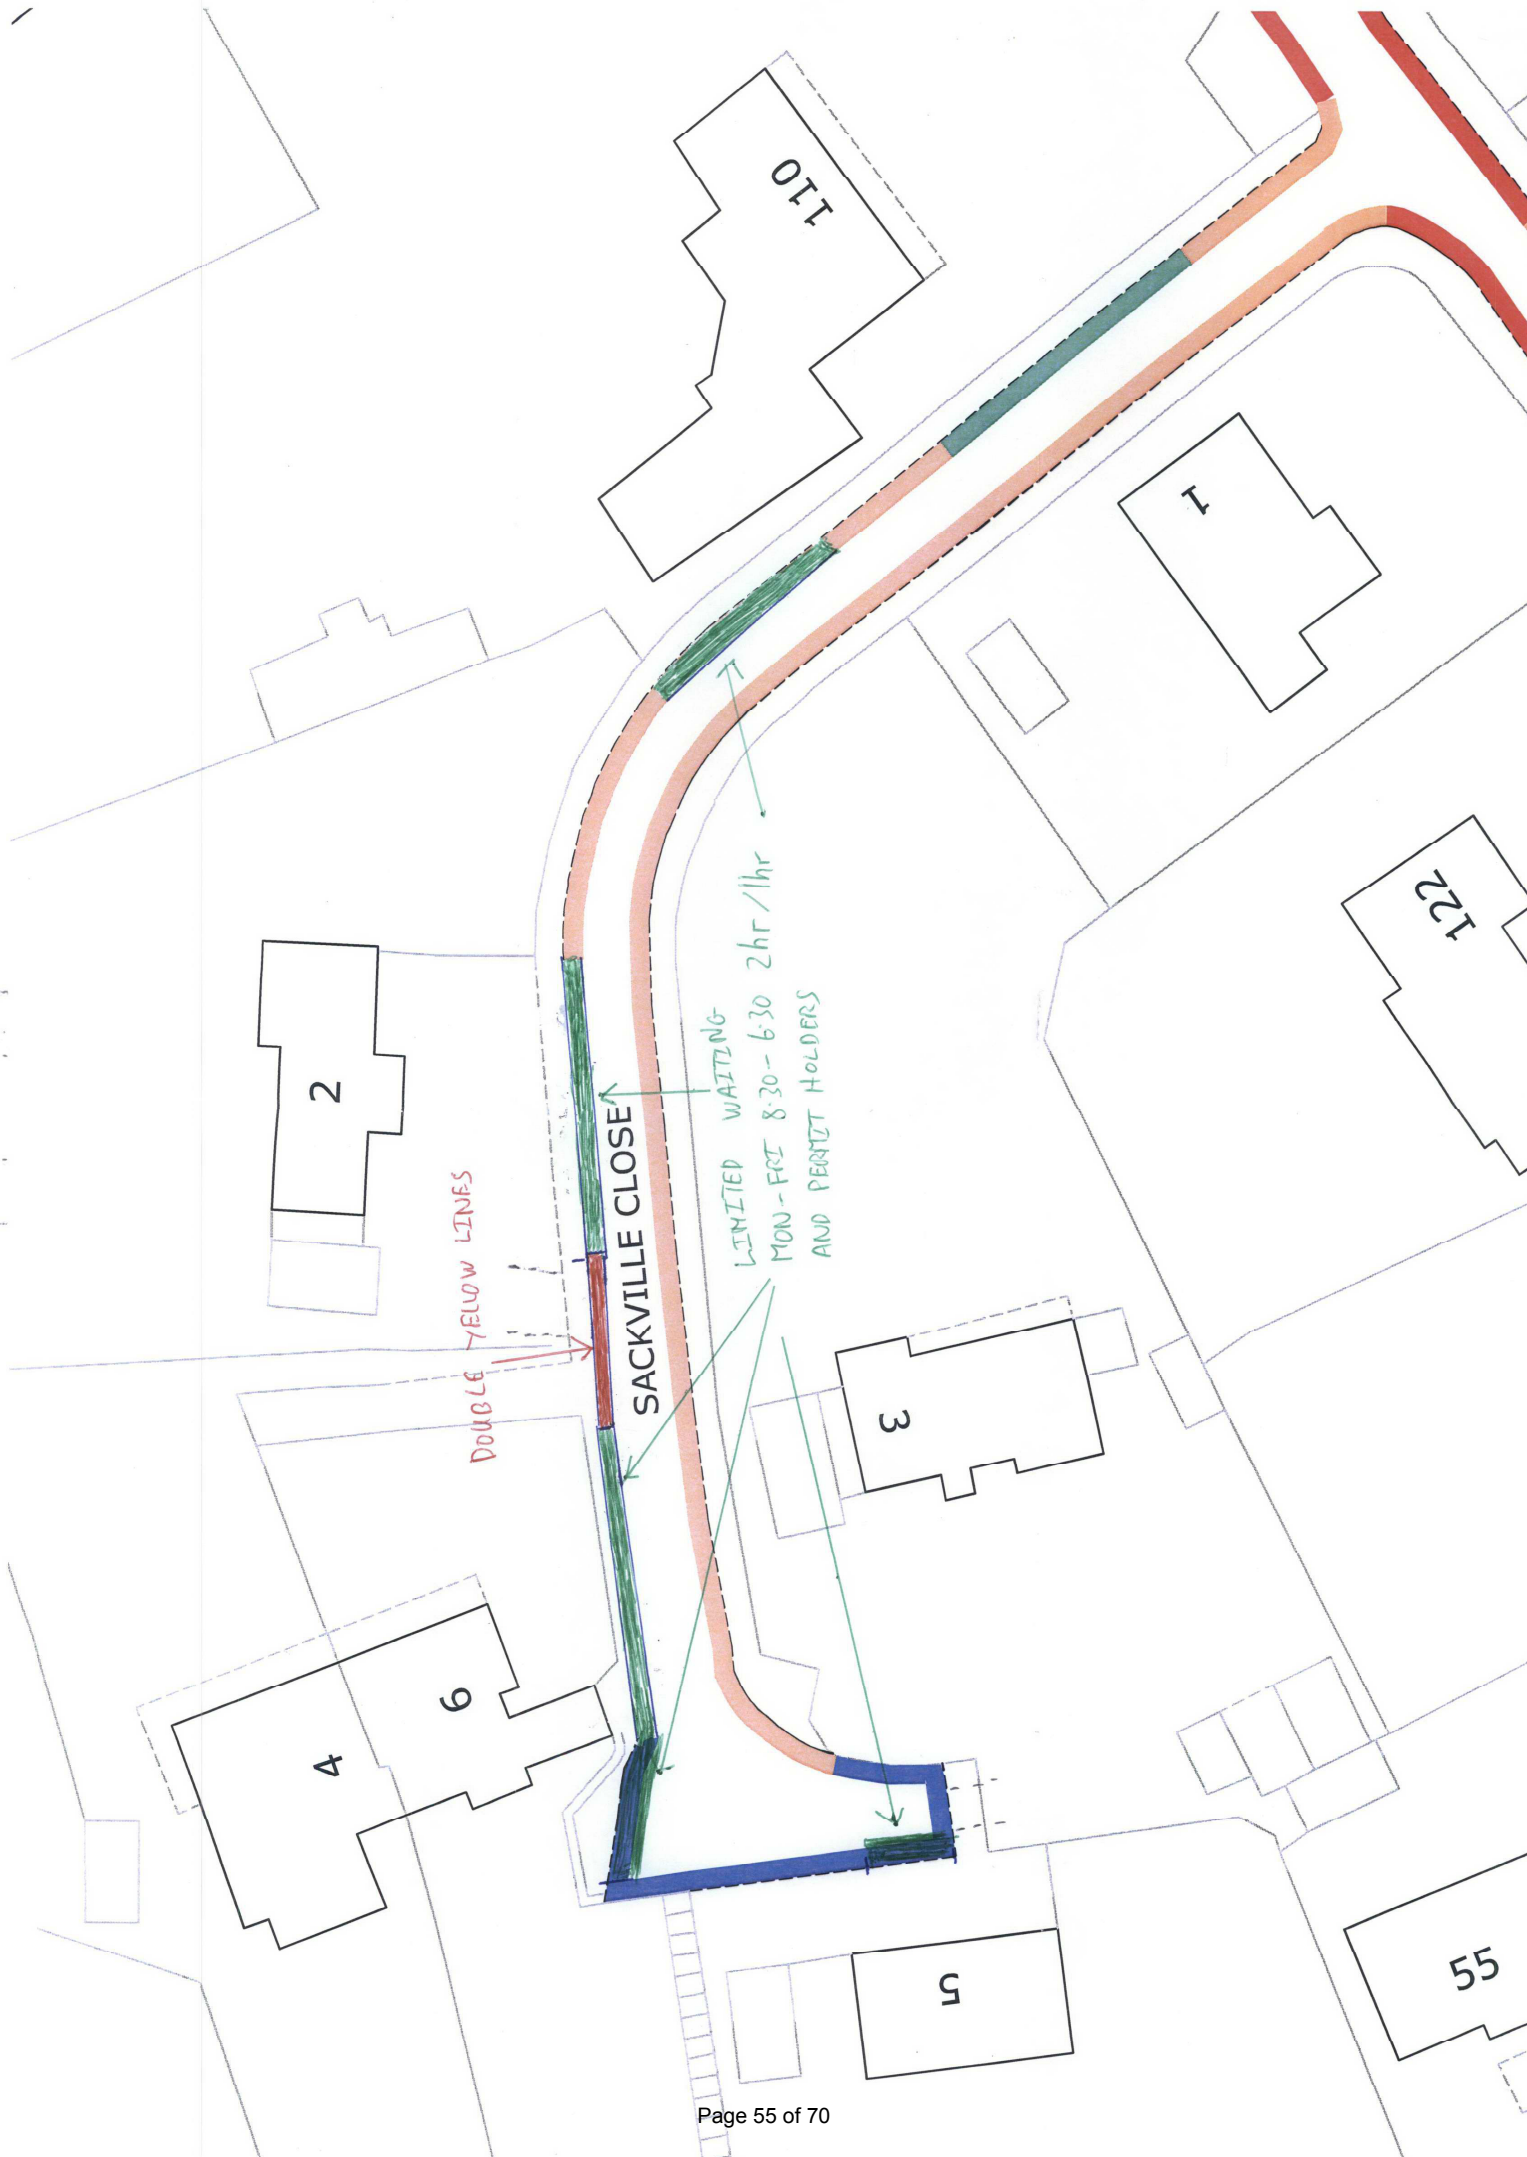 110
1
122
2
SACKVILLE CLOSE
LIMITED WAITING
MON-FRI 8:30-6:30 2hr/1hr
AND PERMIT HOLDERS
DOUBLE YELLOW LINES
3
6
4
5
55
Page 55 of 70